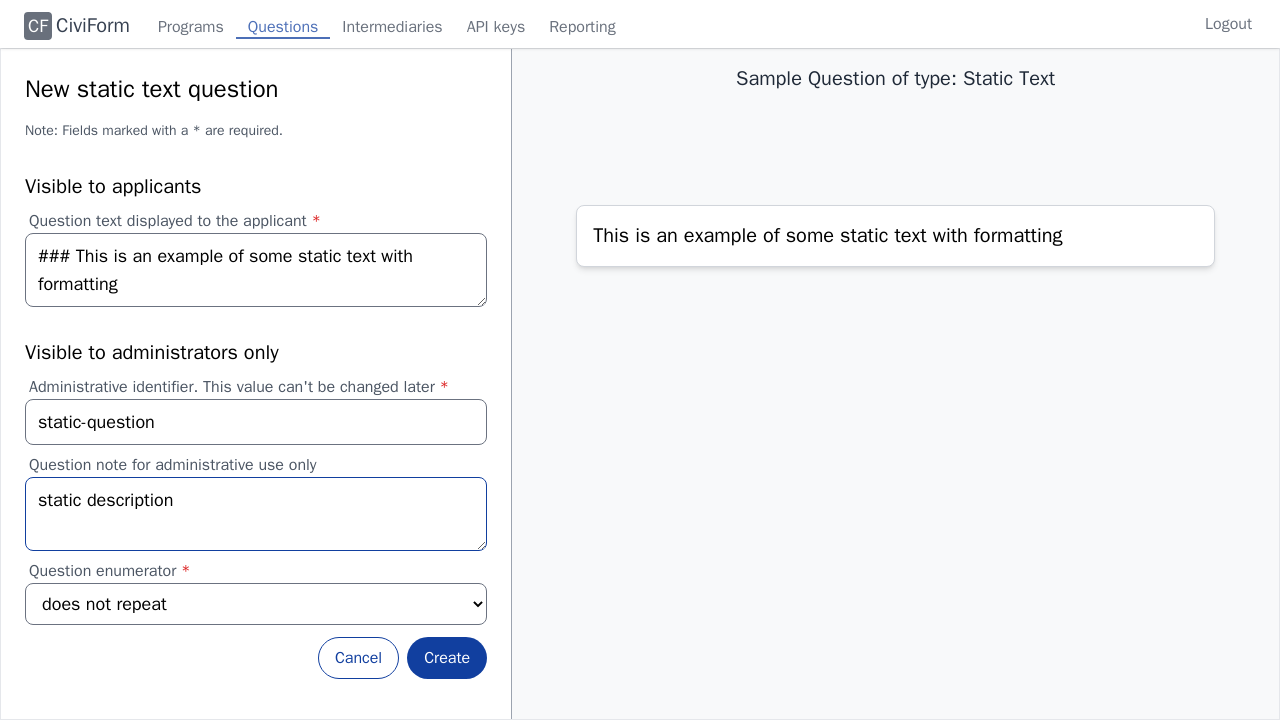 CF CiviForm Programs Questions Intermediaries API keys Reporting Logout
New static text question
Note: Fields marked with a * are required.
Visible to applicants
Question text displayed to the applicant *
### This is an example of some static text with
formatting
Visible to administrators only
Administrative identifier. This value can't be changed later *
static-question
Question note for administrative use only
static description
Question enumerator *
does not repeat
Cancel Create
Sample Question of type: Static Text
This is an example of some static text with formatting